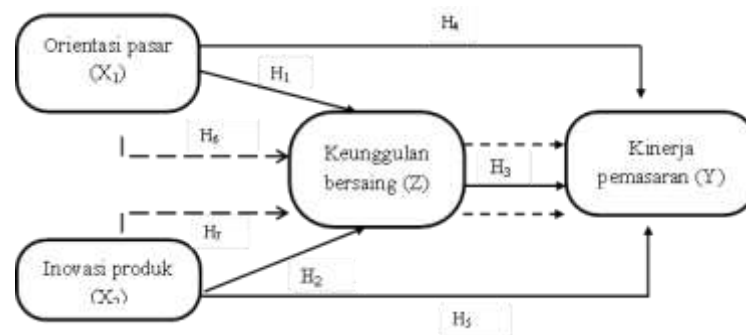 Orientasi pasar
(X₁)
H₄
H₁
H₆
Keunggulan
bersaing (Z)
H₃
Kinerja
pemasaran (Y)
H₇
Inovasi produk
(X₂)
H₂
H₅